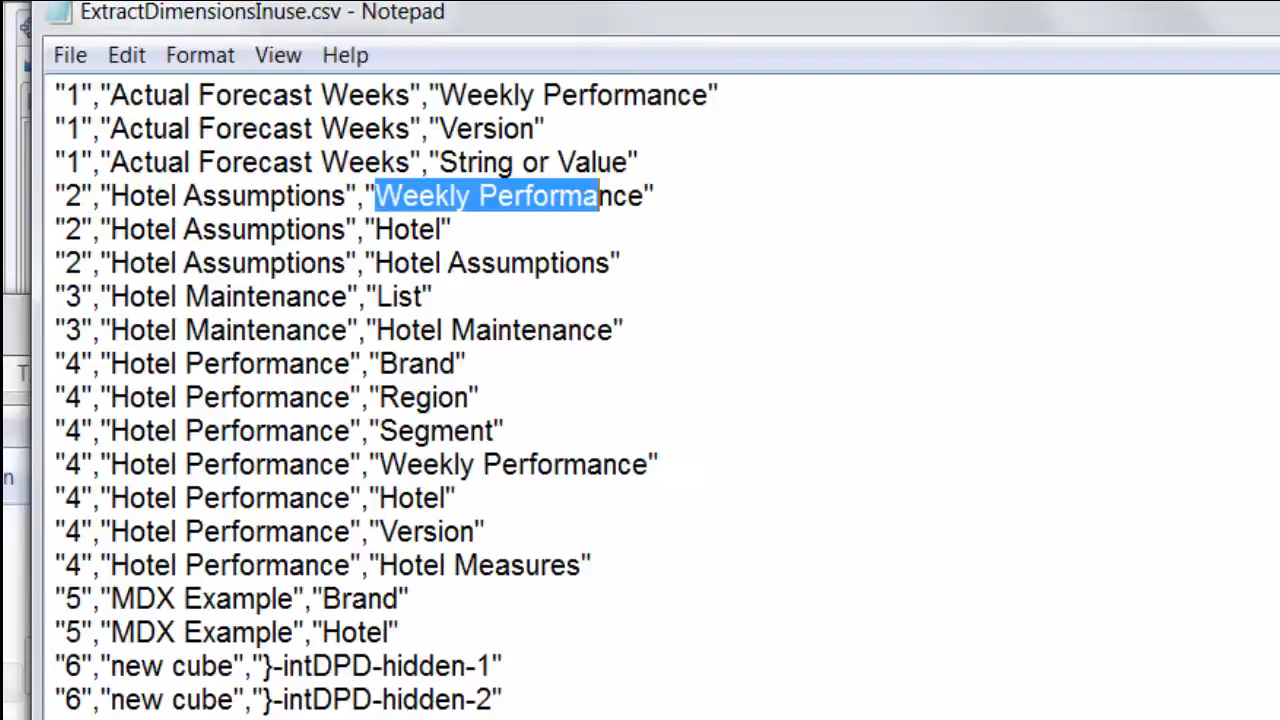 ExtractDimensionsInuse.csv - Notepad
File Edit Format View Help
"1","Actual Forecast Weeks","Weekly Performance"
"1","Actual Forecast Weeks","Version"
"1","Actual Forecast Weeks","String or Value"
"2","Hotel Assumptions","Weekly Performance"
"2","Hotel Assumptions","Hotel"
"2","Hotel Assumptions","Hotel Assumptions"
"3","Hotel Maintenance","List"
"3","Hotel Maintenance","Hotel Maintenance"
"4","Hotel Performance","Brand"
"4","Hotel Performance","Region"
"4","Hotel Performance","Segment"
"4","Hotel Performance","Weekly Performance"
"4","Hotel Performance","Hotel"
"4","Hotel Performance","Version"
"4","Hotel Performance","Hotel Measures"
"5","MDX Example","Brand"
"5","MDX Example","Hotel"
"6","new cube","}-intDPD-hidden-1"
"6","new cube","}-intDPD-hidden-2"